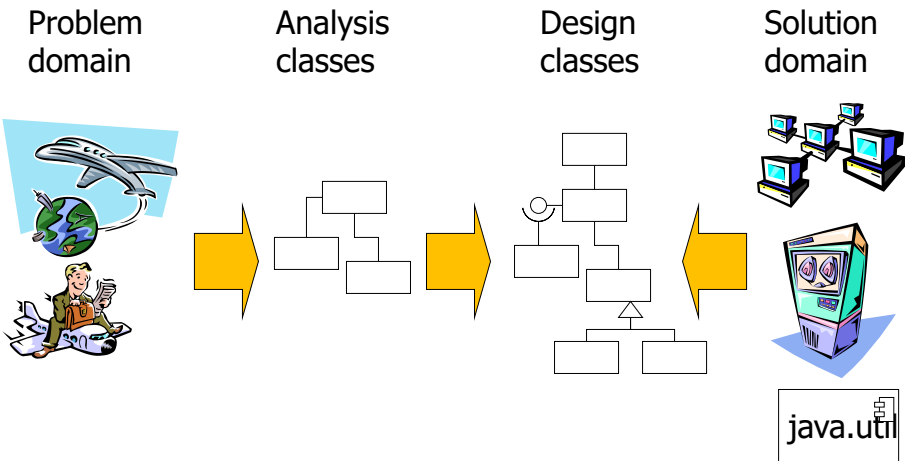 Problem
domain
Analysis
classes
Design
classes
Solution
domain
java.util